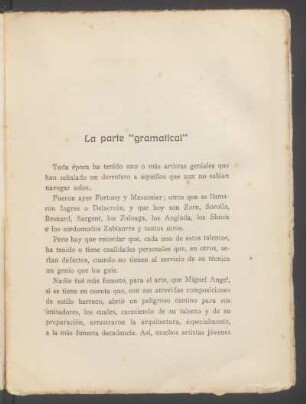 La parte "gramatical"
Toda época ha tenido uno o más artistas geniales que
han señalado un derrotero a aquellos que aun no sabían
navegar solos.
Fueron ayer Fortuny y Messonier; otros que se llama-
ron Ingres o Delacroix; y que hoy son Zorn, Sorolla,
Besnard, Sargent, los Zuloaga, los Anglada, los Shuck
o los sordomudos Zubiaurre y tantos otros.
Pero hay que recordar que, cada uno de estos talentos,
ha tenido o tiene cualidades personales que, en otros, se-
rían defectos, cuando no tienen al servicio de su técnica
un genio que los guíe.
Nadie fué más funesto, para el arte, que Miguel Angel,
si se tiene en cuenta que, con sus atrevidas composiciones
de estilo barroco, abrió un peligroso camino para sus
imitadores, los cuales, careciendo de su talento y de su
preparación, arrastraron la arquitectura, especialmente,
a la más funesta decadencia. Así, muchos artistas jóvenes